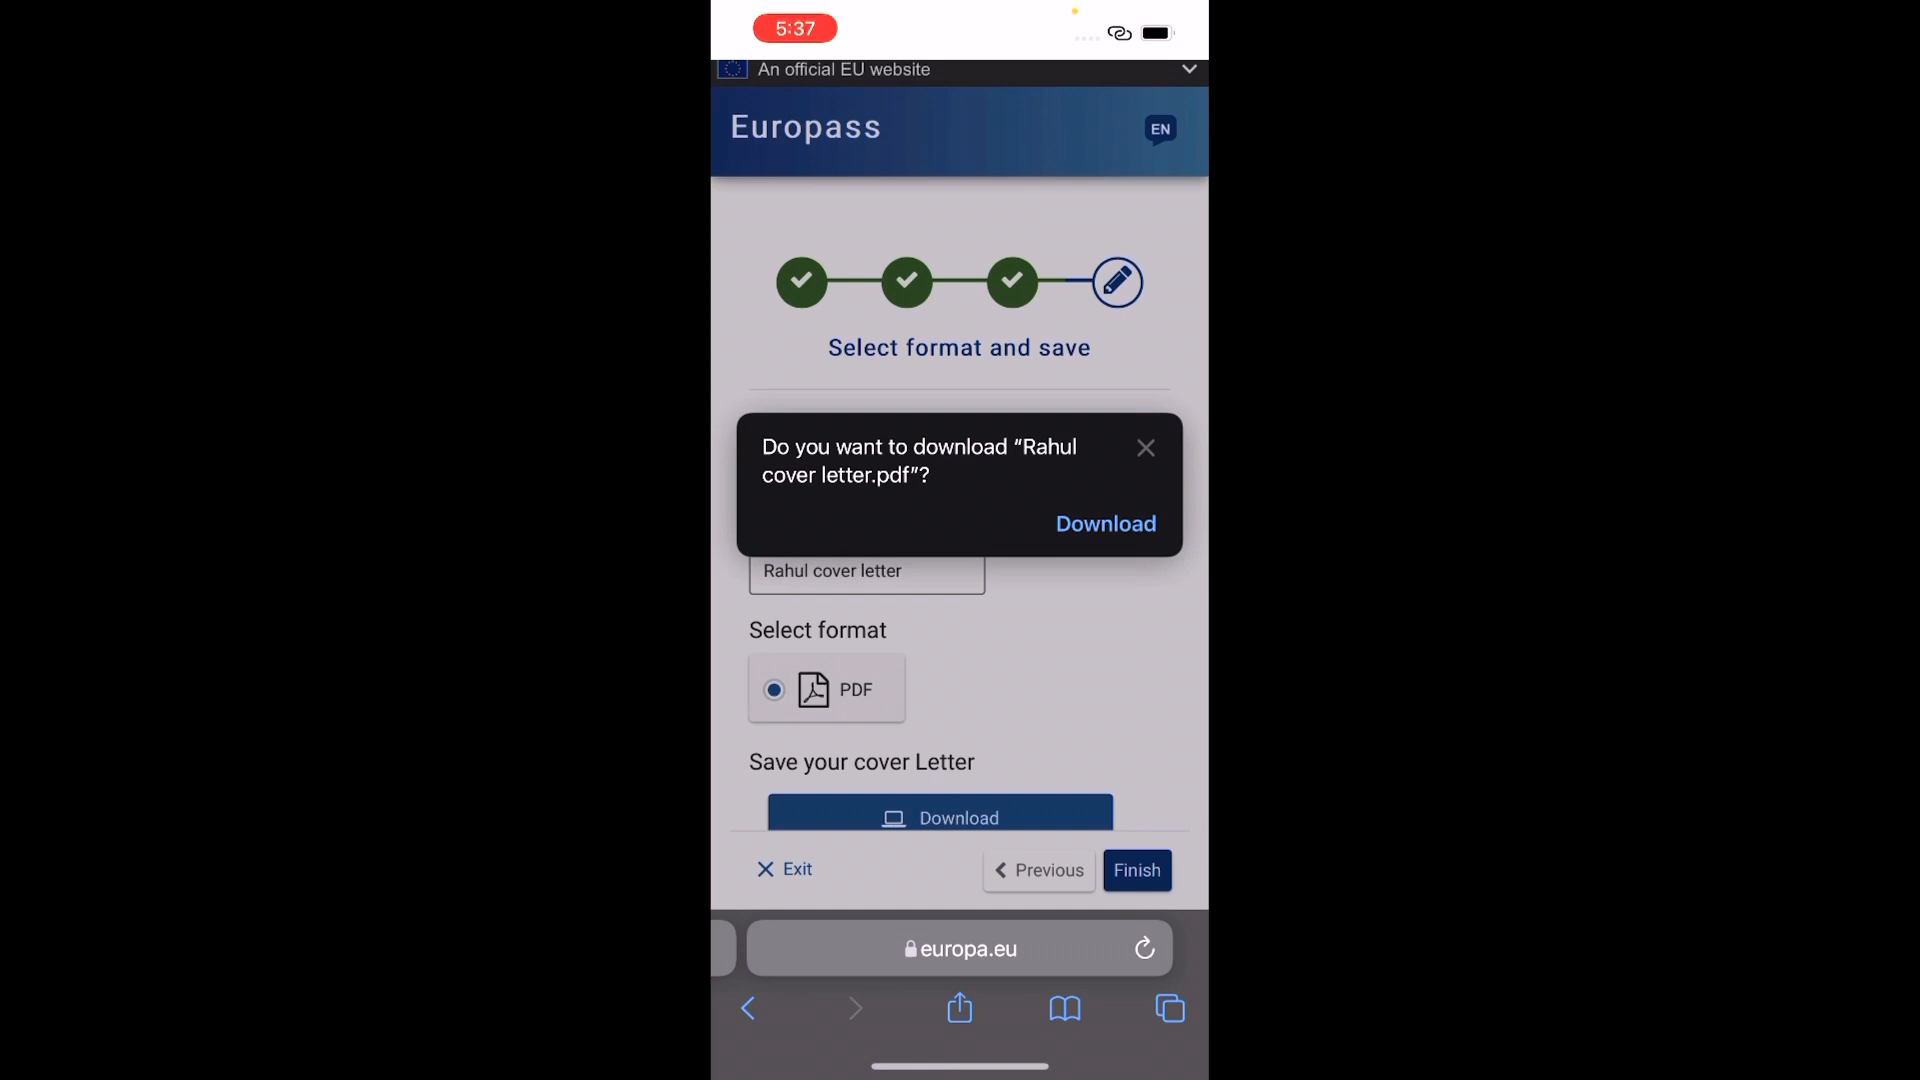 5:37
An official EU website
Europass
EN
Select format and save
Do you want to download “Rahul
cover letter.pdf”?
Download
Rahul cover letter
Select format
PDF
Save your cover Letter
Download
Exit
Previous
Finish
europa.eu